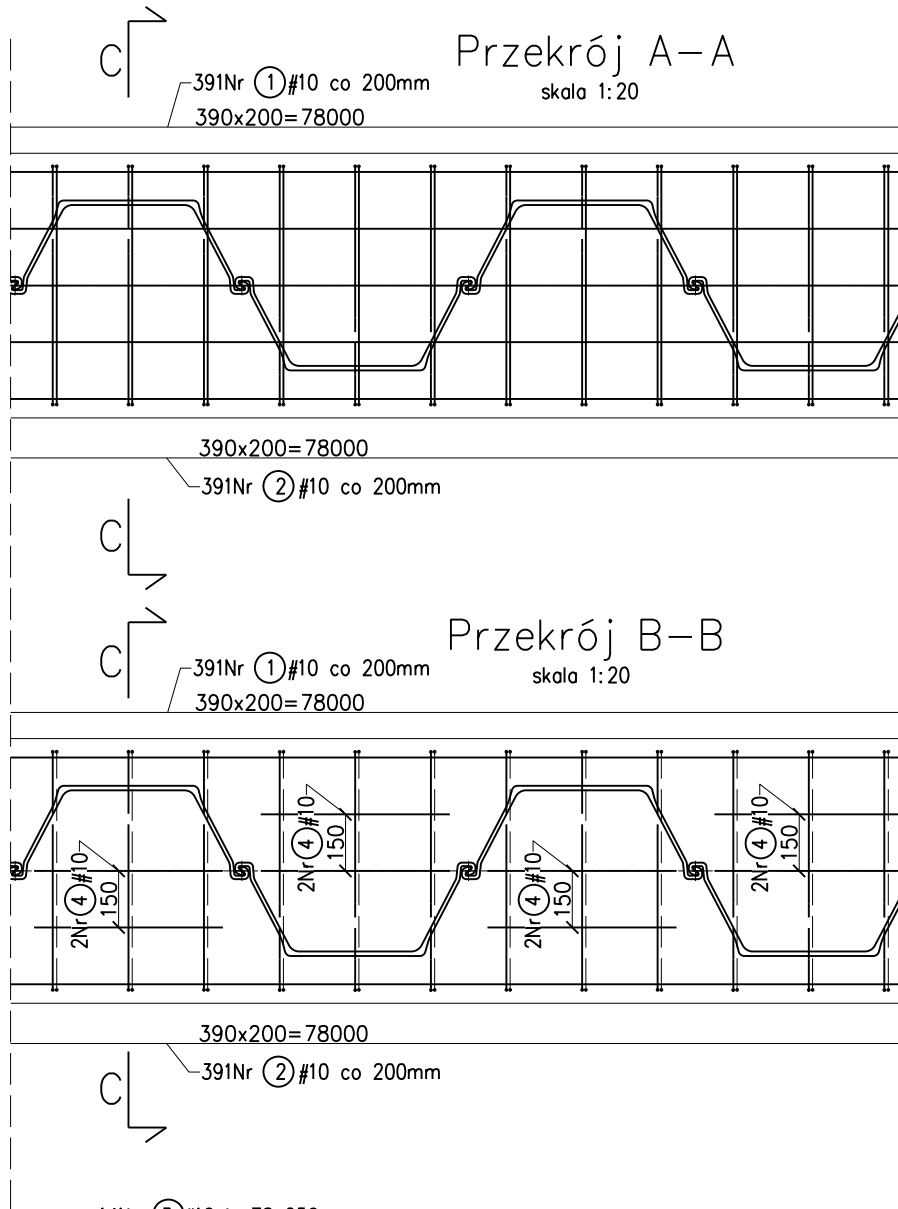 C
Przekrój A-A
skala 1:20
391Nr 1 #10 co 200mm
390x200=78000
390x200=78000
391Nr 2 #10 co 200mm
C
C
Przekrój B-B
skala 1:20
391Nr 1 #10 co 200mm
390x200=78000
2Nr 4 #10
150
2Nr 4 #10
150
2Nr 4 #10
150
2Nr 4 #10
150
390x200=78000
391Nr 2 #10 co 200mm
C